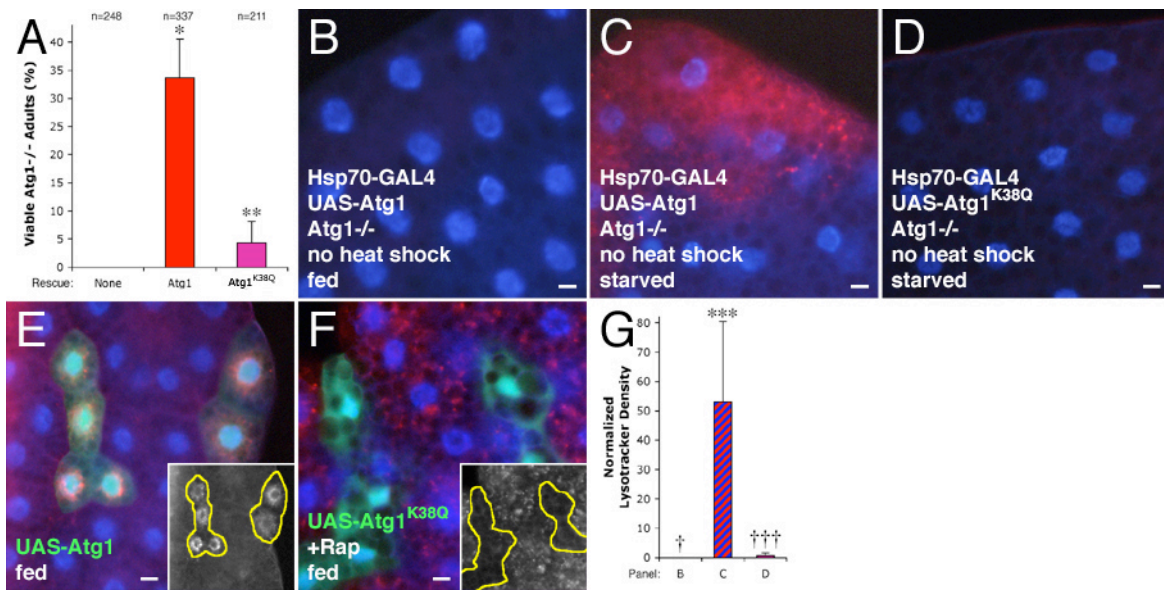 A
n=248 n=337 n=211
*
**
Viable Atg1-/- Adults (%)
40
35
30
25
20
15
10
5
0
Rescue: None Atg1 Atg1K38Q
B
Hsp70-GAL4
UAS-Atg1
Atg1-/-
no heat shock
fed
C
Hsp70-GAL4
UAS-Atg1
Atg1-/-
no heat shock
starved
D
Hsp70-GAL4
UAS-Atg1K38Q
Atg1-/-
no heat shock
starved
E
UAS-Atg1
fed
F
UAS-Atg1K38Q
+Rap
fed
G
***
†
†††
Normalized
Lysotracker Density
80
70
60
50
40
30
20
10
0
Panel: B C D